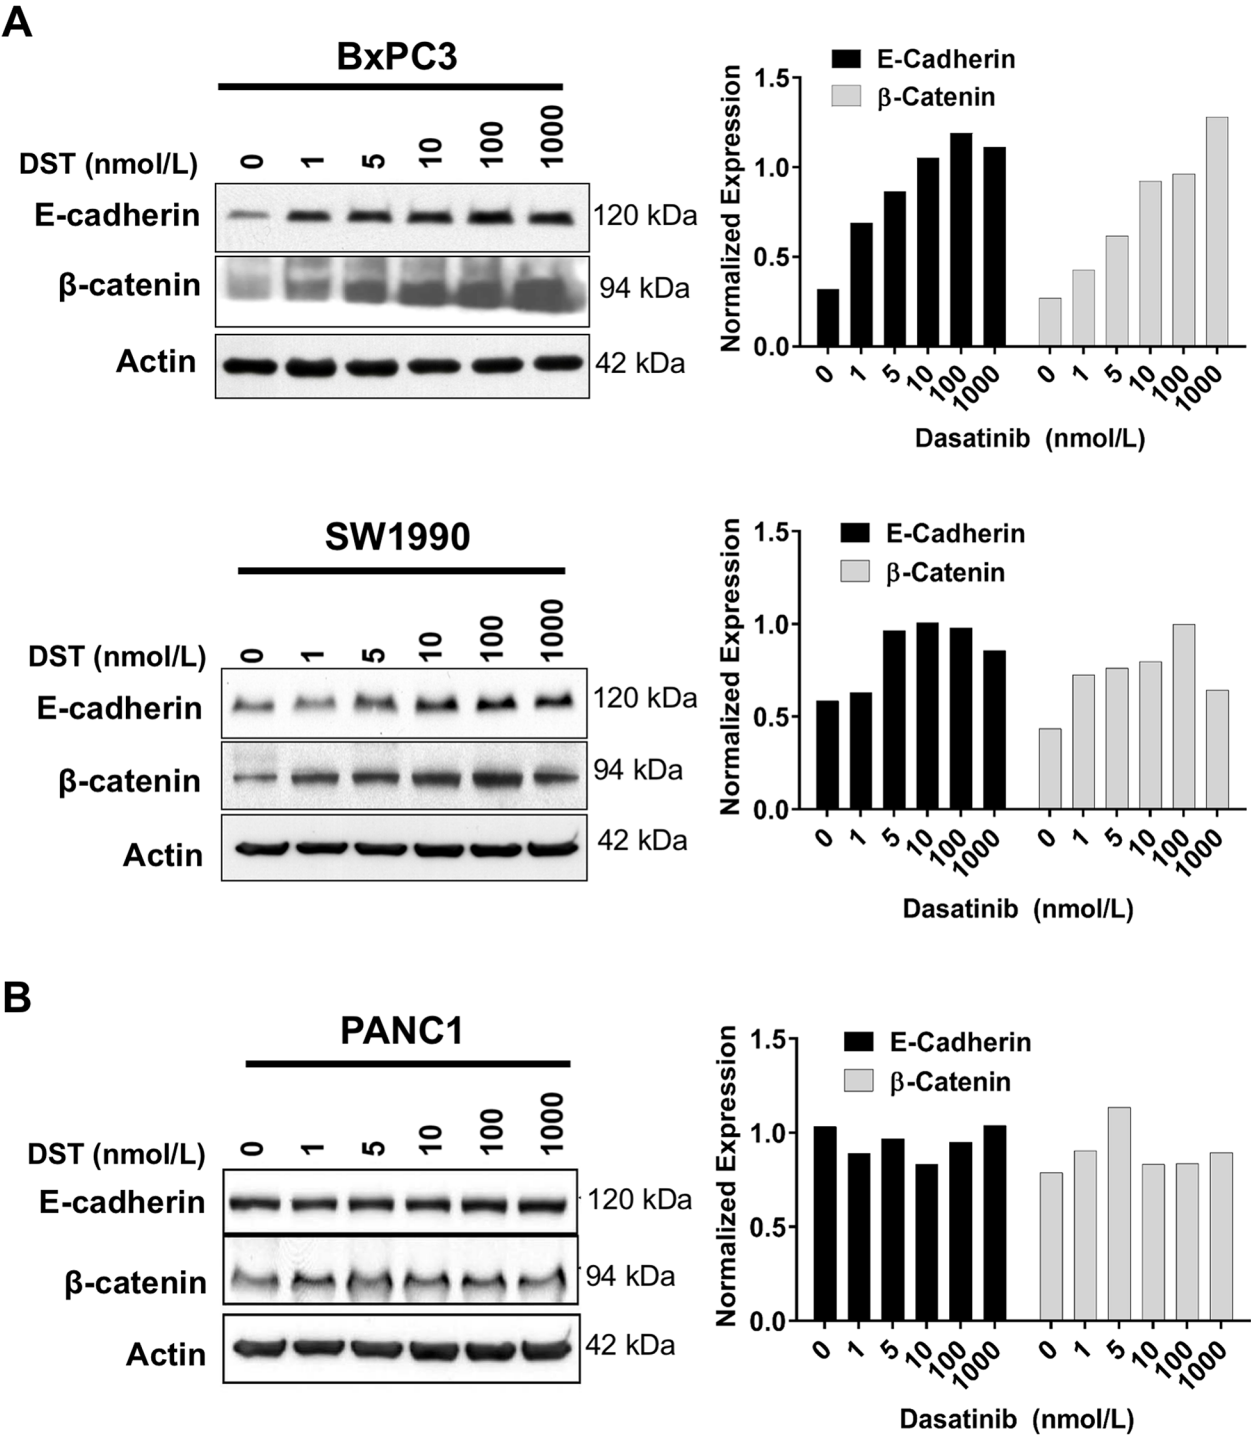 A
BxPC3
DST (nmol/L) 0 1 5 10 100 1000
E-cadherin 120 kDa
β-catenin 94 kDa
Actin 42 kDa
E-Cadherin
β-Catenin
Normalized Expression
1.5
1.0
0.5
0.0
0 1 5 10 100 1000 0 1 5 10 100 1000
Dasatinib (nmol/L)
SW1990
DST (nmol/L) 0 1 5 10 100 1000
E-cadherin 120 kDa
β-catenin 94 kDa
Actin 42 kDa
E-Cadherin
β-Catenin
Normalized Expression
1.5
1.0
0.5
0.0
0 1 5 10 100 1000 0 1 5 10 100 1000
Dasatinib (nmol/L)
B
PANC1
DST (nmol/L) 0 1 5 10 100 1000
E-cadherin 120 kDa
β-catenin 94 kDa
Actin 42 kDa
E-Cadherin
β-Catenin
Normalized Expression
1.5
1.0
0.5
0.0
0 1 5 10 100 1000 0 1 5 10 100 1000
Dasatinib (nmol/L)